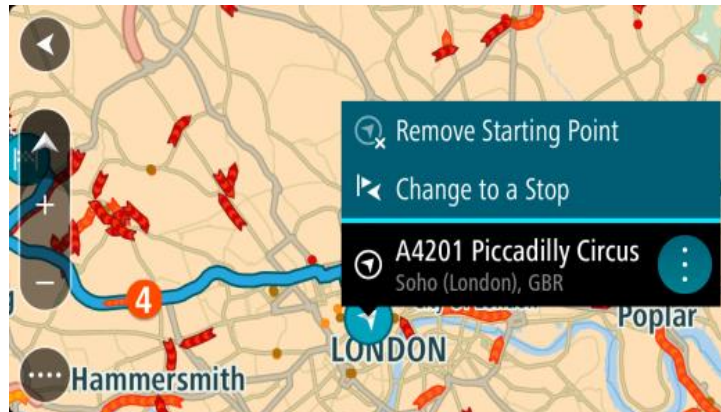 Remove Starting Point
Change to a Stop
A4201 Piccadilly Circus
Soho (London), GBR
4
Poplar
LONDON
Hammersmith